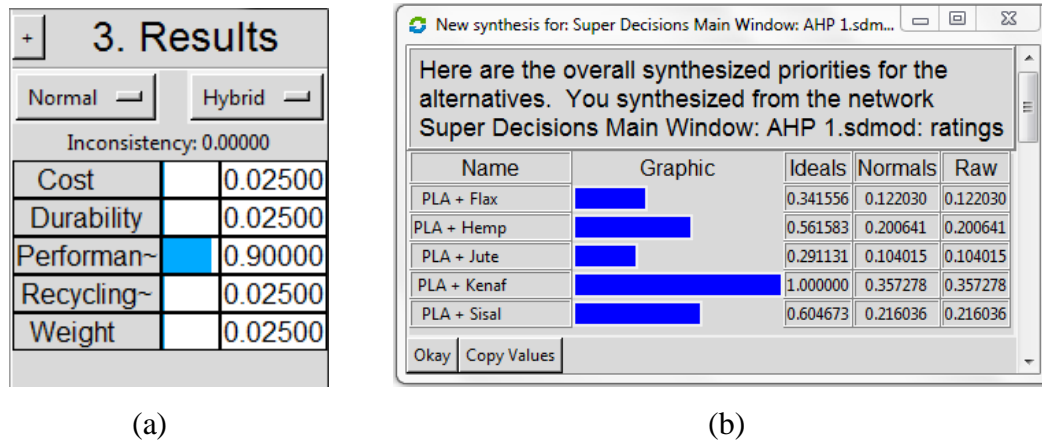 + 3. Results
Normal Hybrid
Inconsistency: 0.00000
Cost 0.02500
Durability 0.02500
Performan~ 0.90000
Recycling~ 0.02500
Weight 0.02500
(a)
New synthesis for: Super Decisions Main Window: AHP 1.sdm...
Here are the overall synthesized priorities for the
alternatives. You synthesized from the network
Super Decisions Main Window: AHP 1.sdmod: ratings
Name Graphic Ideals Normals Raw
PLA + Flax 0.341556 0.122030 0.122030
PLA + Hemp 0.561583 0.200641 0.200641
PLA + Jute 0.291131 0.104015 0.104015
PLA + Kenaf 1.000000 0.357278 0.357278
PLA + Sisal 0.604673 0.216036 0.216036
Okay Copy Values
(b)